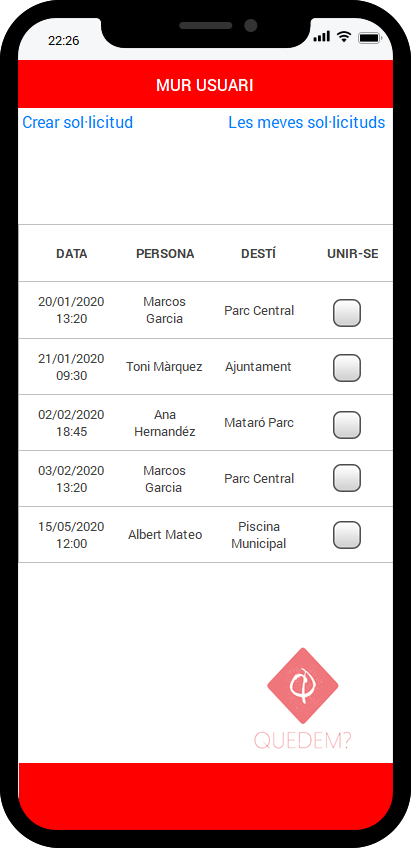 22:26
MUR USUARI
Crear sol·licitud Les meves sol·licituds
DATA PERSONA DESTÍ UNIR-SE
20/01/2020 Marcos Parc Central
13:20 Garcia
21/01/2020 Toni Màrquez Ajuntament
09:30
02/02/2020 Ana Mataró Parc
18:45 Hernandéz
03/02/2020 Marcos Parc Central
13:20 Garcia
15/05/2020 Albert Mateo Piscina
12:00 Municipal
QUEDEM?